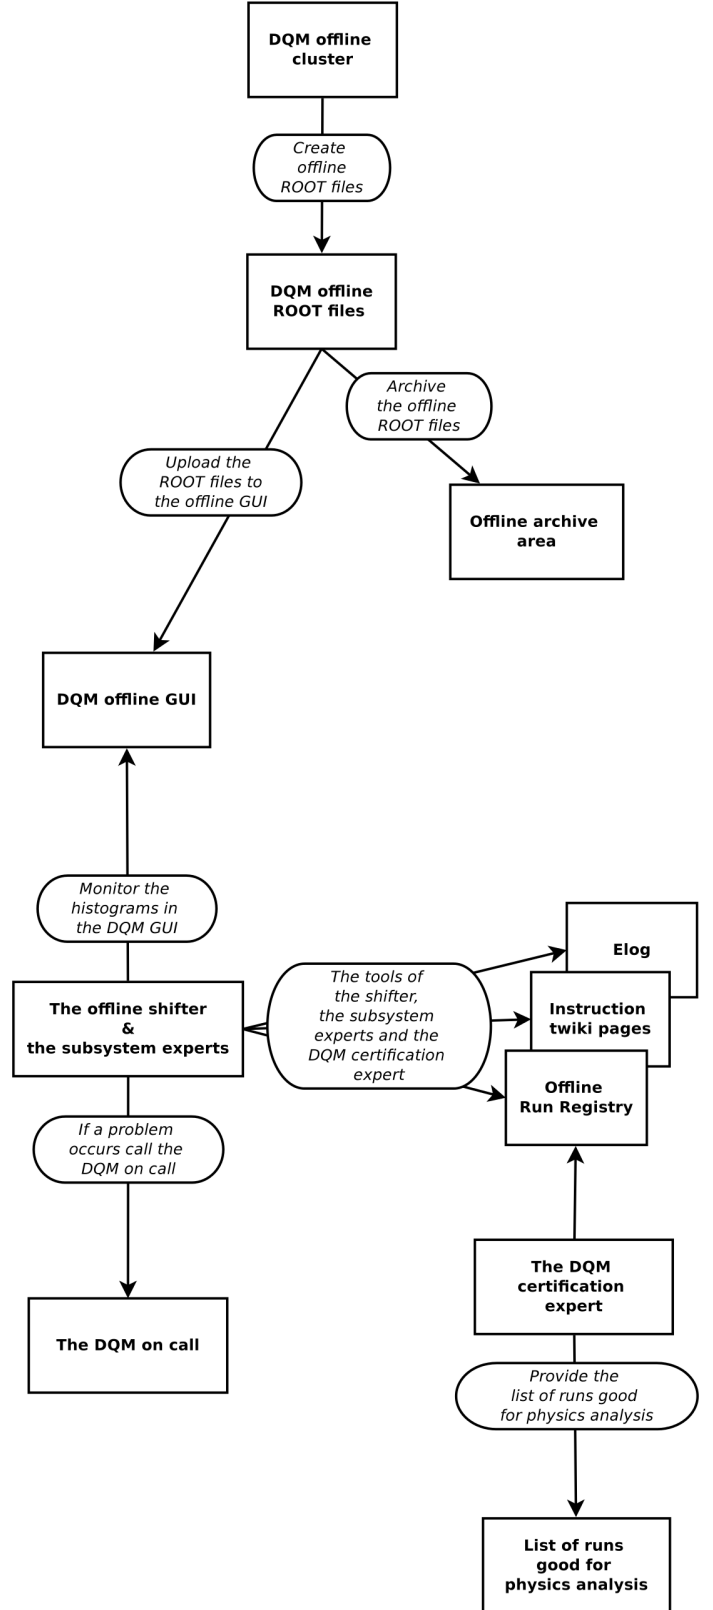 DQM offline
cluster
Create
offline
ROOT files
DQM offline
ROOT files
Archive
the offline
ROOT files
Upload the
ROOT files to
the offline GUI
Offline archive
area
DQM offline GUI
Monitor the
histograms in
the DQM GUI
Elog
The tools of
the shifter,
the subsystem
experts and the
DQM certification
expert
Instruction
twiki pages
The offline shifter
&
the subsystem experts
Offline
Run Registry
If a problem
occurs call the
DQM on call
The DQM
certification
expert
The DQM on call
Provide the
list of runs good
for physics analysis
List of runs
good for
physics analysis